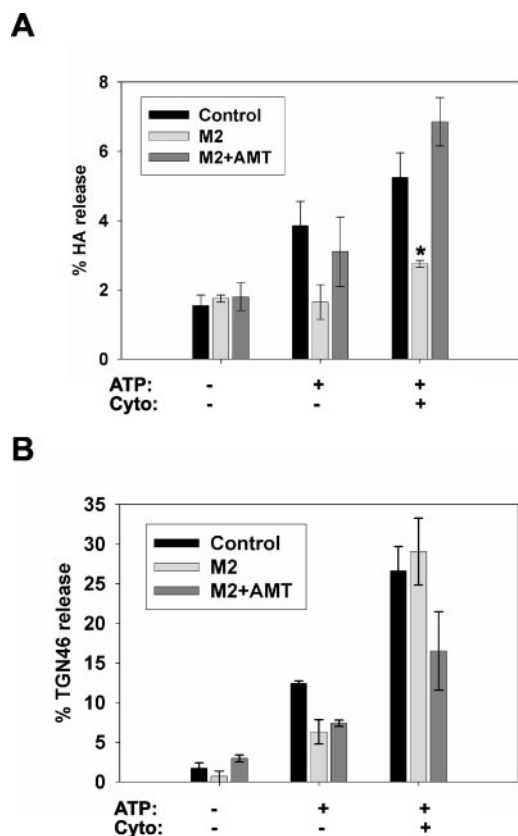 A
% HA release
8
6
4
2
0
Control
M2
M2+AMT
*
ATP: - + +
Cyto: - - +
B
% TGN46 release
35
30
25
20
15
10
5
0
Control
M2
M2+AMT
ATP: - + +
Cyto: - - +